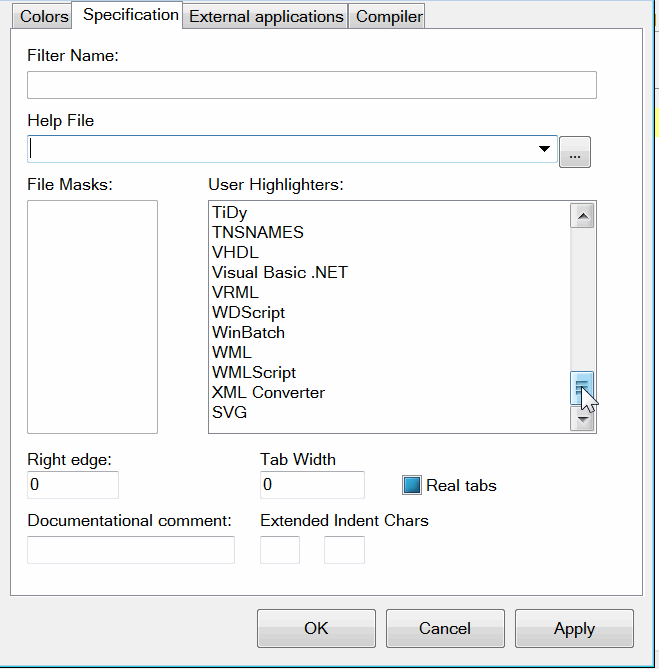 Colors Specification External applications Compiler
Filter Name:
Help File
...
File Masks: User Highlighters:
TiDy
TNSNAMES
VHDL
Visual Basic .NET
VRML
WDScript
WinBatch
WML
WMLScript
XML Converter
SVG
Right edge: Tab Width
0 0 Real tabs
Documentational comment: Extended Indent Chars
OK Cancel Apply